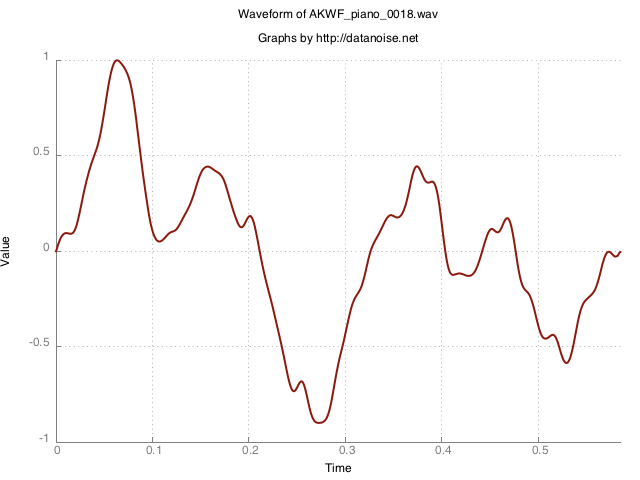 Waveform of AKWF_piano_0018.wav
Graphs by http://datanoise.net
1
0.5
0
-0.5
-1
Value
0 0.1 0.2 0.3 0.4 0.5
Time